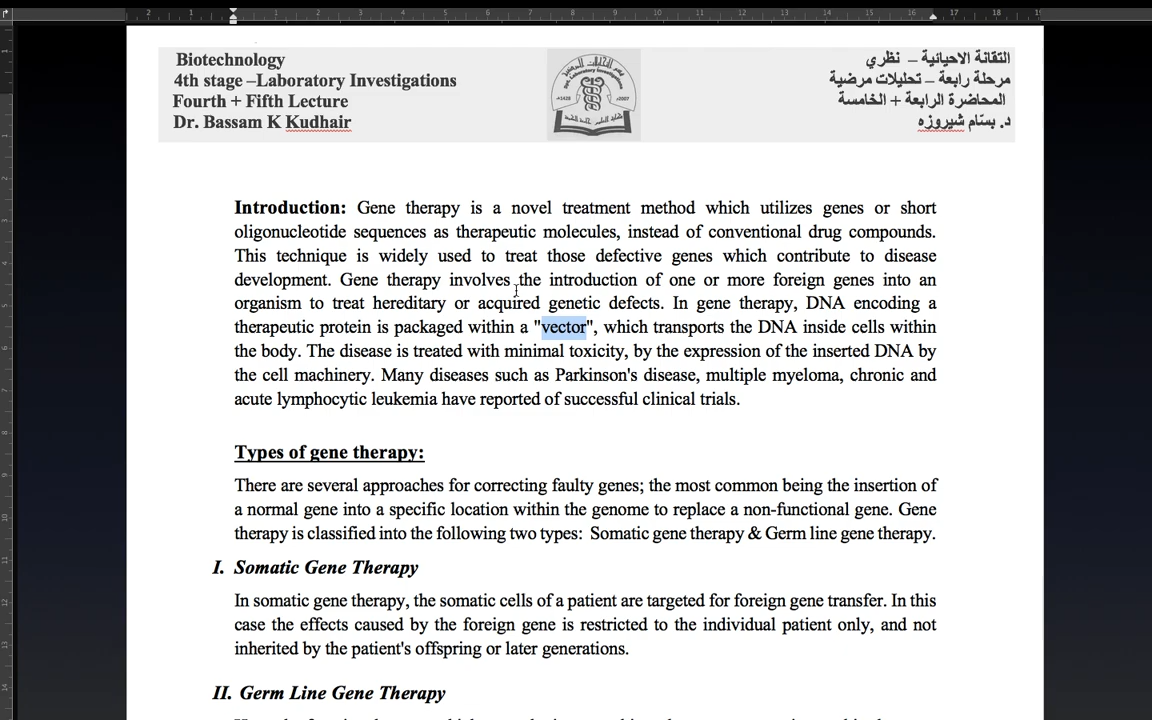 Biotechnology
4th stage –Laboratory Investigations
Fourth + Fifth Lecture
Dr. Bassam K Kudhair
التقانة الاحيائية – نظري
مرحلة رابعة – تحليلات مرضية
المحاضرة الرابعة + الخامسة
د. بسّام شيروزه
Introduction: Gene therapy is a novel treatment method which utilizes genes or short
oligonucleotide sequences as therapeutic molecules, instead of conventional drug compounds.
This technique is widely used to treat those defective genes which contribute to disease
development. Gene therapy involves the introduction of one or more foreign genes into an
organism to treat hereditary or acquired genetic defects. In gene therapy, DNA encoding a
therapeutic protein is packaged within a "vector", which transports the DNA inside cells within
the body. The disease is treated with minimal toxicity, by the expression of the inserted DNA by
the cell machinery. Many diseases such as Parkinson's disease, multiple myeloma, chronic and
acute lymphocytic leukemia have reported of successful clinical trials.
Types of gene therapy:
There are several approaches for correcting faulty genes; the most common being the insertion of
a normal gene into a specific location within the genome to replace a non-functional gene. Gene
therapy is classified into the following two types: Somatic gene therapy & Germ line gene therapy.
I. Somatic Gene Therapy
In somatic gene therapy, the somatic cells of a patient are targeted for foreign gene transfer. In this
case the effects caused by the foreign gene is restricted to the individual patient only, and not
inherited by the patient's offspring or later generations.
II. Germ Line Gene Therapy